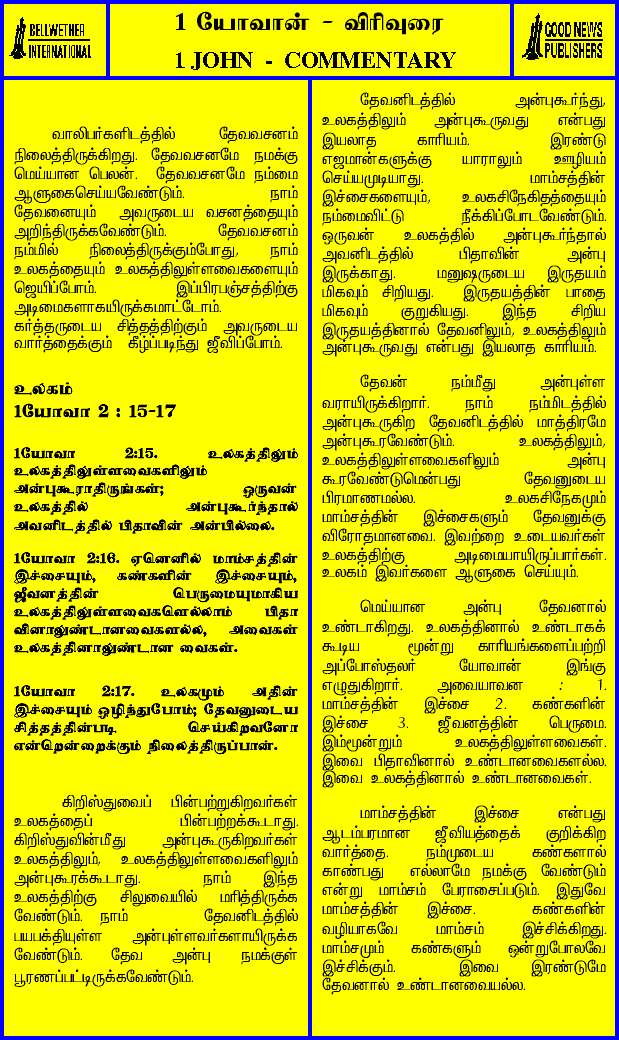 BELLWETHER
INTERNATIONAL
1 யோவான் - விரிவுரை
1 JOHN - COMMENTARY
GOOD NEWS
PUBLISHERS
வாலிபர்களிடத்தில் தேவவசனம்
நிலைத்திருக்கிறது. தேவவசனமே நமக்கு
மெய்யான பெலன். தேவவசனமே நம்மை
ஆளுகைசெய்யவேண்டும். நாம்
தேவனையும் அவருடைய வசனத்தையும்
அறிந்திருக்கவேண்டும். தேவவசனம்
நம்மில் நிலைத்திருக்கும்போது, நாம்
உலகத்தையும் உலகத்திலுள்ளவைகளையும்
ஜெயிப்போம். இப்பிரபஞ்சத்திற்கு
அடிமைகளாகயிருக்கமாட்டோம்.
கர்த்தருடைய சித்தத்திற்கும் அவருடைய
வார்த்தைக்கும் கீழ்ப்படிந்து ஜீவிப்போம்.
உலகம்
1யோவா 2 : 15-17
1யோவா 2:15. உலகத்திலும்
உலகத்திலுள்ளவைகளிலும்
அன்புகூராதிருங்கள்; ஒருவன்
உலகத்தில் அன்புகூர்ந்தால்
அவனிடத்தில் பிதாவின் அன்பில்லை.
1யோவா 2:16. ஏனெனில் மாம்சத்தின்
இச்சையும், கண்களின் இச்சையும்,
ஜீவனத்தின் பெருமையுமாகிய
உலகத்திலுள்ளவைகளெல்லாம் பிதா
வினாலுண்டானவைகளல்ல, அவைகள்
உலகத்தினாலுண்டான வைகள்.
1யோவா 2:17. உலகமும் அதின்
இச்சையும் ஒழிந்துபோம்; தேவனுடைய
சித்தத்தின்படி செய்கிறவனோ
என்றென்றைக்கும் நிலைத்திருப்பான்.
கிறிஸ்துவைப் பின்பற்றுகிறவர்கள்
உலகத்தைப் பின்பற்றக்கூடாது.
கிறிஸ்துவின்மீது அன்புகூருகிறவர்கள்
உலகத்திலும், உலகத்திலுள்ளவைகளிலும்
அன்புகூரக்கூடாது. நாம் இந்த
உலகத்திற்கு சிலுவையில் மரித்திருக்க
வேண்டும். நாம் தேவனிடத்தில்
பயபக்தியுள்ள அன்புள்ளவர்களாயிருக்க
வேண்டும். தேவ அன்பு நமக்குள்
பூரணப்பட்டிருக்கவேண்டும்.
தேவனிடத்தில் அன்புகூர்ந்து,
உலகத்திலும் அன்புகூருவது என்பது
இயலாத காரியம். இரண்டு
எஜமான்களுக்கு யாராலும் ஊழியம்
செய்யமுடியாது. மாம்சத்தின்
இச்சைகளையும், உலகசிநேகிதத்தையும்
நம்மைவிட்டு நீக்கிப்போடவேண்டும்.
ஒருவன் உலகத்தில் அன்புகூர்ந்தால்
அவனிடத்தில் பிதாவின் அன்பு
இருக்காது. மனுஷருடைய இருதயம்
மிகவும் சிறியது. இருதயத்தின் பாதை
மிகவும் குறுகியது. இந்த சிறிய
இருதயத்தினால் தேவனிலும், உலகத்திலும்
அன்புகூருவது என்பது இயலாத காரியம்.
தேவன் நம்மீது அன்புள்ள
வராயிருக்கிறார். நாம் நம்மிடத்தில்
அன்புகூருகிற தேவனிடத்தில் மாத்திரமே
அன்புகூரவேண்டும். உலகத்திலும்,
உலகத்திலுள்ளவைகளிலும் அன்பு
கூரவேண்டுமென்பது தேவனுடைய
பிரமாணமல்ல. உலகசிநேகமும்
மாம்சத்தின் இச்சைகளும் தேவனுக்கு
விரோதமானவை. இவற்றை உடையவர்கள்
உலகத்திற்கு அடிமையாயிருப்பார்கள்.
உலகம் இவர்களை ஆளுகை செய்யும்.
மெய்யான அன்பு தேவனால்
உண்டாகிறது. உலகத்தினால் உண்டாகக்
கூடிய மூன்று காரியங்களைப்பற்றி
அப்போஸ்தலர் யோவான் இங்கு
எழுதுகிறார். அவையாவன : 1.
மாம்சத்தின் இச்சை 2. கண்களின்
இச்சை 3. ஜீவனத்தின் பெருமை.
இம்மூன்றும் உலகத்திலுள்ளவைகள்.
இவை பிதாவினால் உண்டானவைகளல்ல.
இவை உலகத்தினால் உண்டானவைகள்.
மாம்சத்தின் இச்சை என்பது
ஆடம்பரமான ஜீவியத்தைக் குறிக்கிற
வார்த்தை. நம்முடைய கண்களால்
காண்பது எல்லாமே நமக்கு வேண்டும்
என்று மாம்சம் பேராசைப்படும். இதுவே
மாம்சத்தின் இச்சை. கண்களின்
வழியாகவே மாம்சம் இச்சிக்கிறது.
மாம்சமும் கண்களும் ஒன்றுபோலவே
இச்சிக்கும். இவை இரண்டுமே
தேவனால் உண்டானவையல்ல.